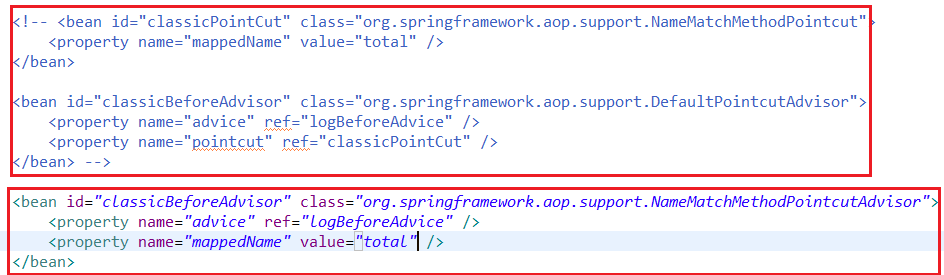 <!-- <bean id="classicPointCut" class="org.springframework.aop.support.NameMatchMethodPointcut">
    <property name="mappedName" value="total" />
</bean>

<bean id="classicBeforeAdvisor" class="org.springframework.aop.support.DefaultPointcutAdvisor">
    <property name="advice" ref="logBeforeAdvice" />
    <property name="pointcut" ref="classicPointCut" />
</bean> -->

<bean id="classicBeforeAdvisor" class="org.springframework.aop.support.NameMatchMethodPointcutAdvisor">
    <property name="advice" ref="logBeforeAdvice" />
    <property name="mappedName" value="total" />
</bean>